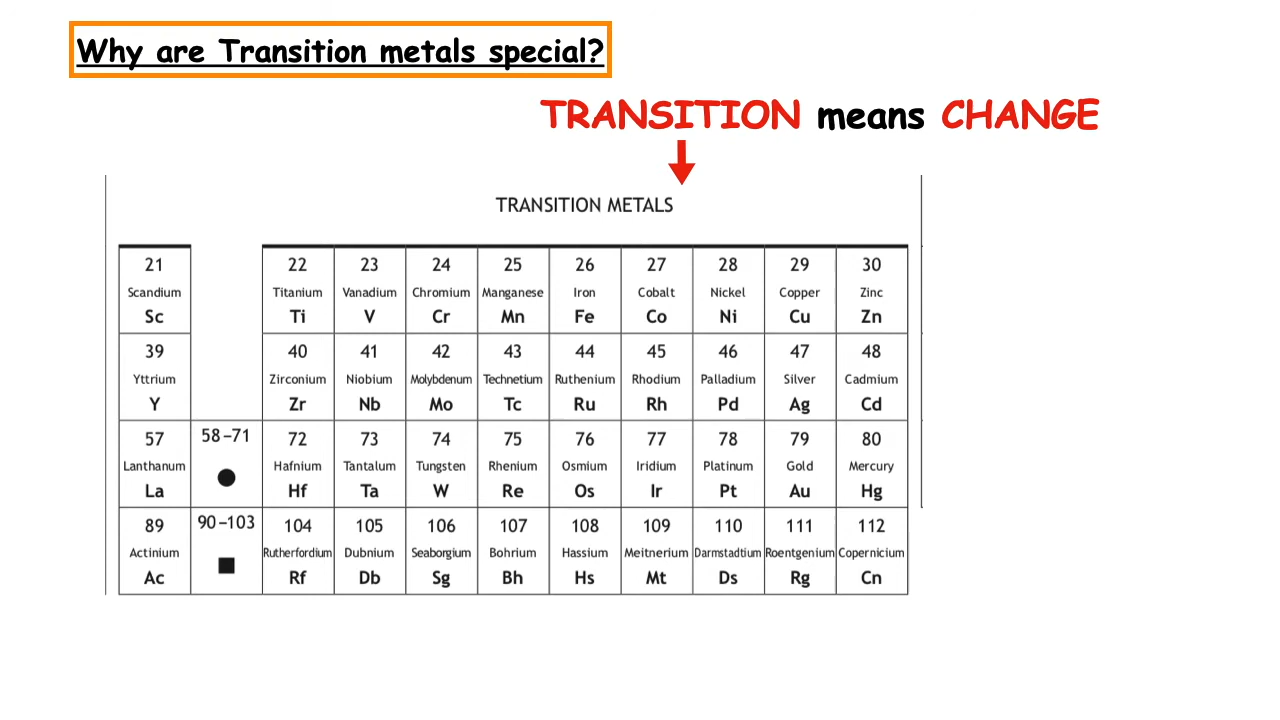 Why are Transition metals special?
TRANSITION means CHANGE
TRANSITION METALS
21 22 23 24 25 26 27 28 29 30
Scandium Titanium Vanadium Chromium Manganese Iron Cobalt Nickel Copper Zinc
Sc Ti V Cr Mn Fe Co Ni Cu Zn
39 40 41 42 43 44 45 46 47 48
Yttrium Zirconium Niobium Molybdenum Technetium Ruthenium Rhodium Palladium Silver Cadmium
Y Zr Nb Mo Tc Ru Rh Pd Ag Cd
57 58–71 72 73 74 75 76 77 78 79 80
Lanthanum Hafnium Tantalum Tungsten Rhenium Osmium Iridium Platinum Gold Mercury
La Hf Ta W Re Os Ir Pt Au Hg
89 90–103 104 105 106 107 108 109 110 111 112
Actinium Rutherfordium Dubnium Seaborgium Bohrium Hassium Meitnerium Darmstadtium Roentgenium Copernicium
Ac Rf Db Sg Bh Hs Mt Ds Rg Cn